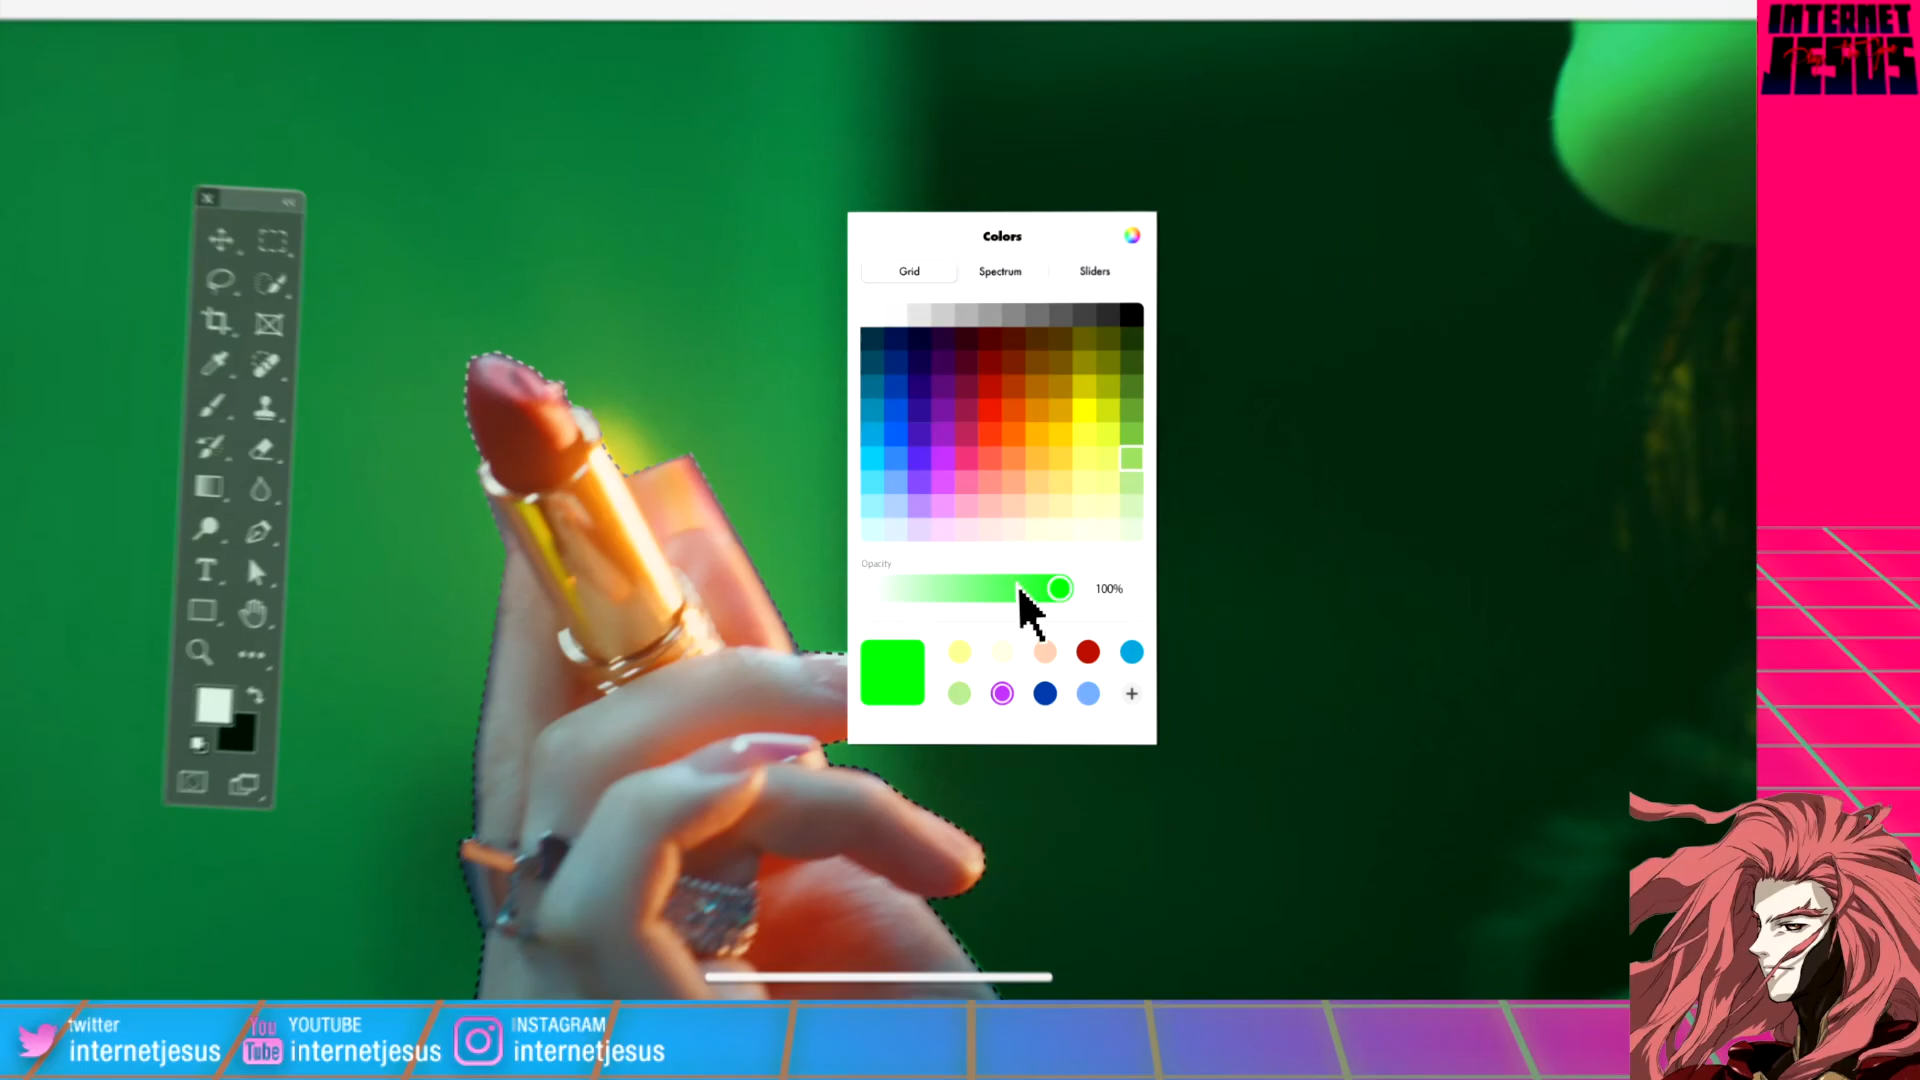 INTERNET
JESUS
Colors
Grid
Spectrum
Sliders
Opacity
100%
T
twitter
internetjesus
You
Tube
YOUTUBE
internetjesus
INSTAGRAM
internetjesus